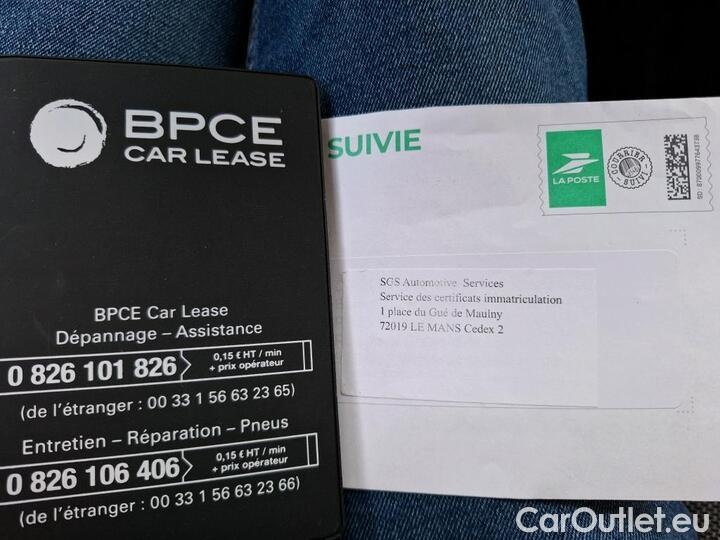 BPCE
CAR LEASE
BPCE Car Lease
Dépannage – Assistance
0 826 101 826
0,15 € HT / min
+ prix opérateur
(de l'étranger : 00 33 1 56 63 23 65)
Entretien – Réparation – Pneus
0 826 106 406
0,15 € HT / min
+ prix opérateur
(de l'étranger : 00 33 1 56 63 23 66)
SUIVIE
LA POSTE
COURRIER
SUIVI
SGS Automotive Services
Service des certificats immatriculation
1 place du Gué de Maulny
72019 LE MANS Cedex 2
CarOutlet.eu